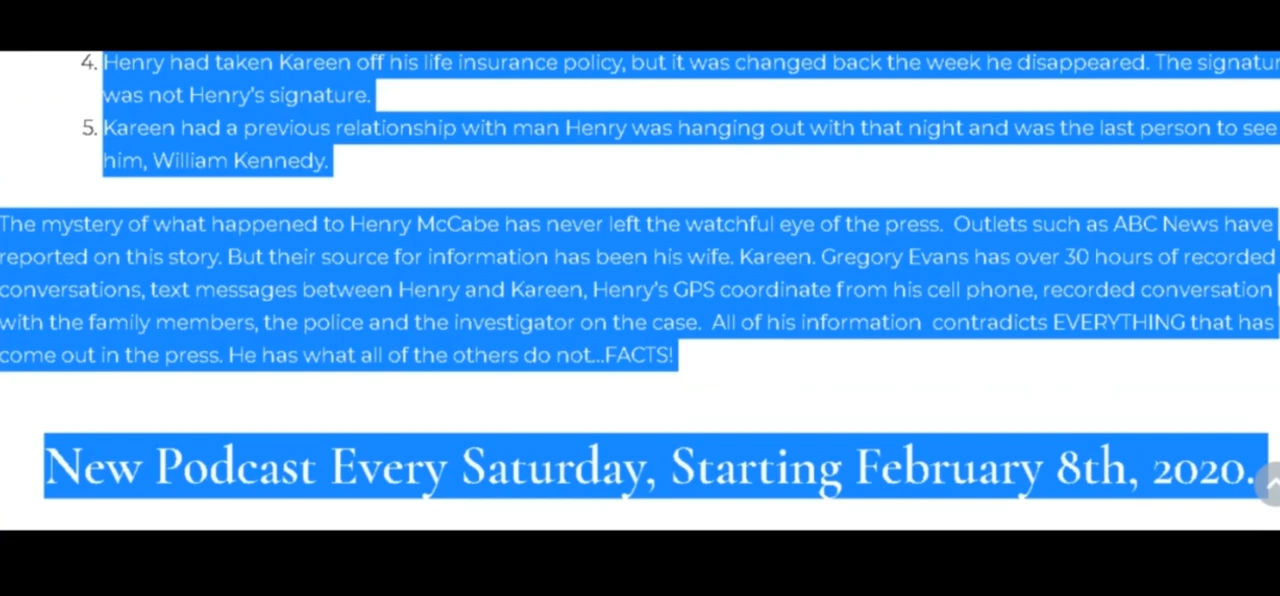 4. Henry had taken Kareen off his life insurance policy, but it was changed back the week he disappeared. The signatur
was not Henry's signature.
5. Kareen had a previous relationship with man Henry was hanging out with that night and was the last person to see
him, William Kennedy.
The mystery of what happened to Henry McCabe has never left the watchful eye of the press. Outlets such as ABC News have
reported on this story. But their source for information has been his wife. Kareen. Gregory Evans has over 30 hours of recorded
conversations, text messages between Henry and Kareen, Henry's GPS coordinate from his cell phone, recorded conversation
with the family members, the police and the investigator on the case. All of his information contradicts EVERYTHING that has
come out in the press. He has what all of the others do not...FACTS!
New Podcast Every Saturday, Starting February 8th, 2020.